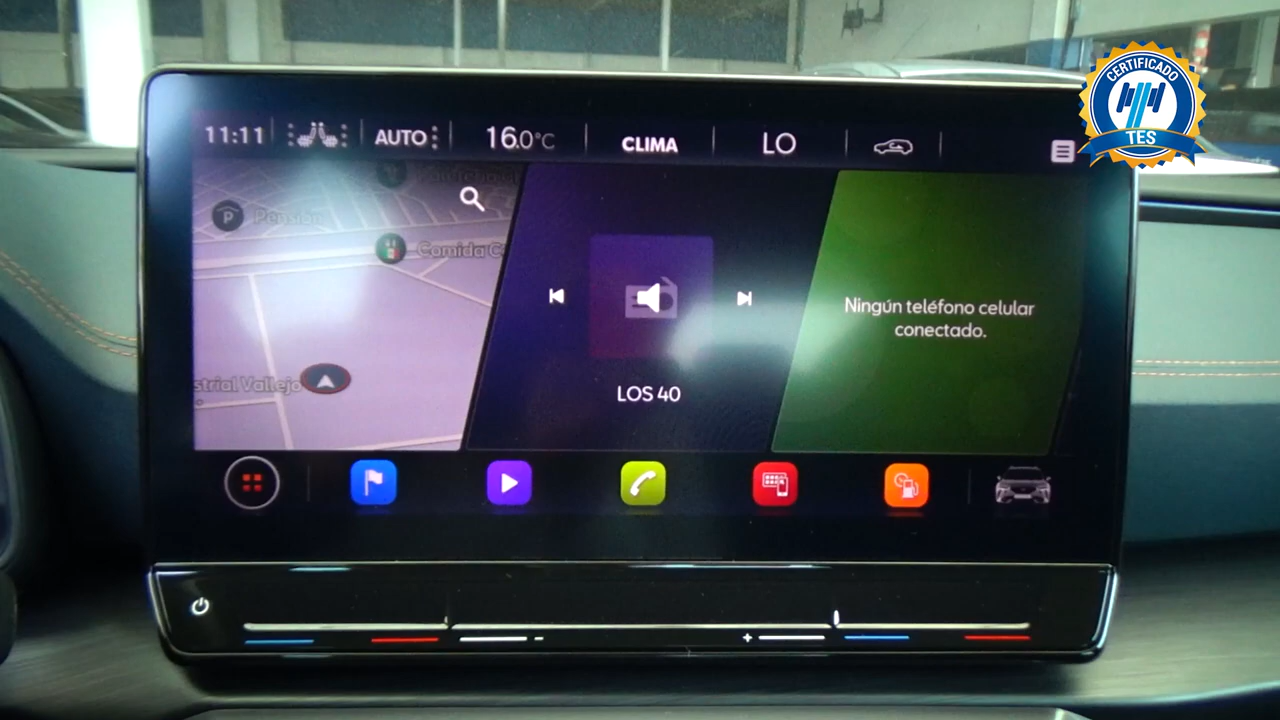 CERTIFICADO
TES
11:11
AUTO
16.0°C
CLIMA
LO
Pensión
Comida C
strial Vallejo
LOS 40
Ningún teléfono celular
conectado.
- +